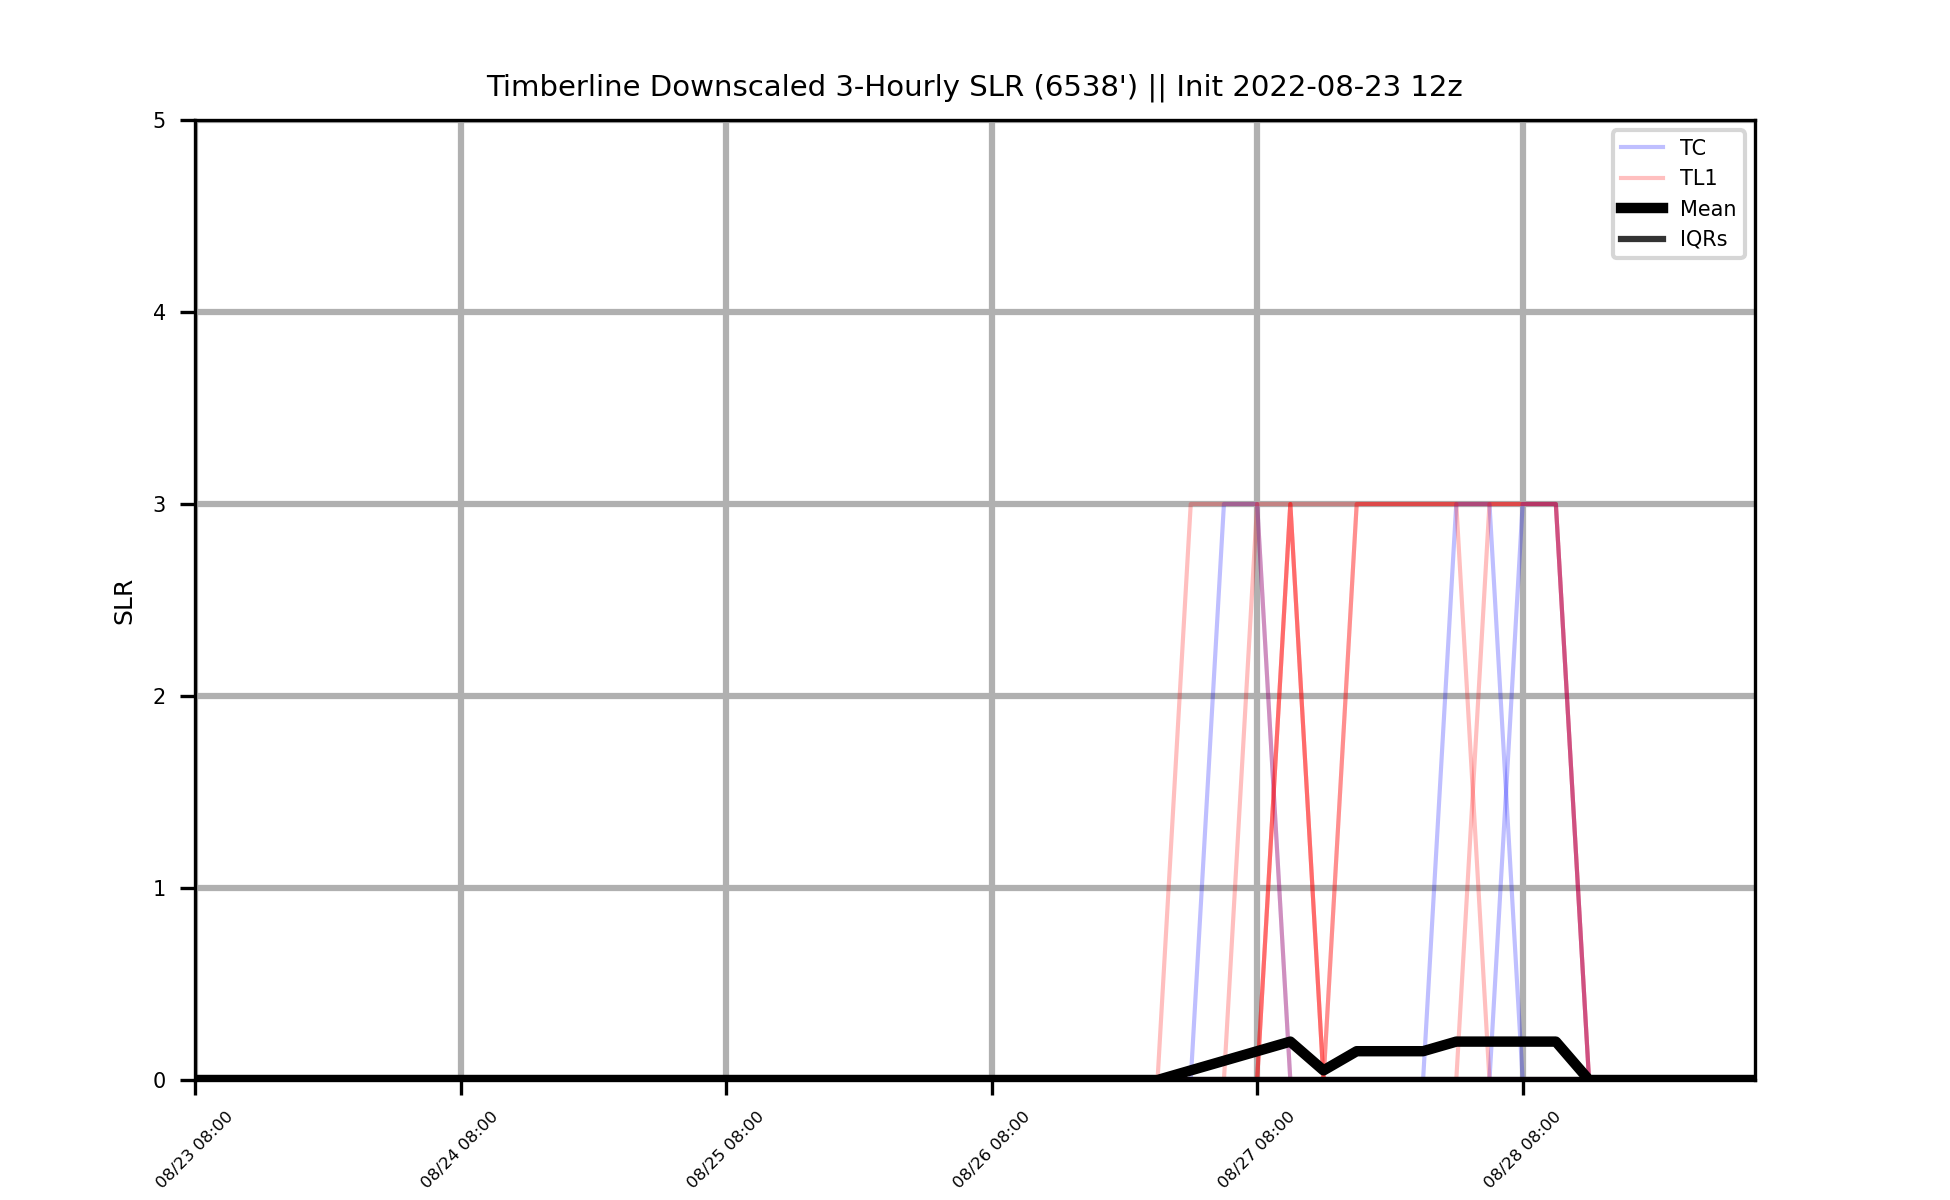 Timberline Downscaled 3-Hourly SLR (6538') || Init 2022-08-23 12z
5
4
3
2
1
0
SLR
TC
TL1
Mean
IQRs
08/23 08:00
08/24 08:00
08/25 08:00
08/26 08:00
08/27 08:00
08/28 08:00